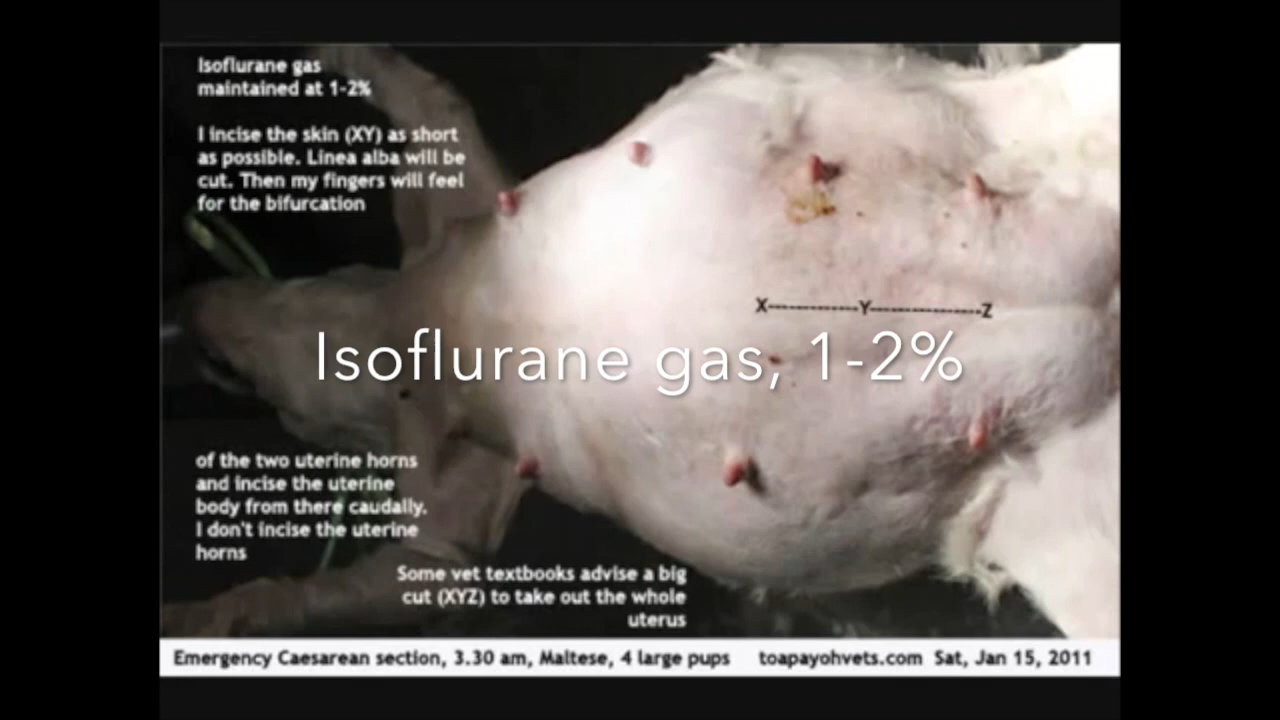 Isoflurane gas
maintained at 1-2%
I incise the skin (XY) as short
as possible. Linea alba will be
cut. Then my fingers will feel
for the bifurcation
X-------------Y----------------Z
Isoflurane gas, 1-2%
of the two uterine horns
and incise the uterine
body from there caudally.
I don't incise the uterine
horns
Some vet textbooks advise a big
cut (XYZ) to take out the whole
uterus
Emergency Caesarean section, 3.30 am, Maltese, 4 large pups toapayohvets.com Sat, Jan 15, 2011